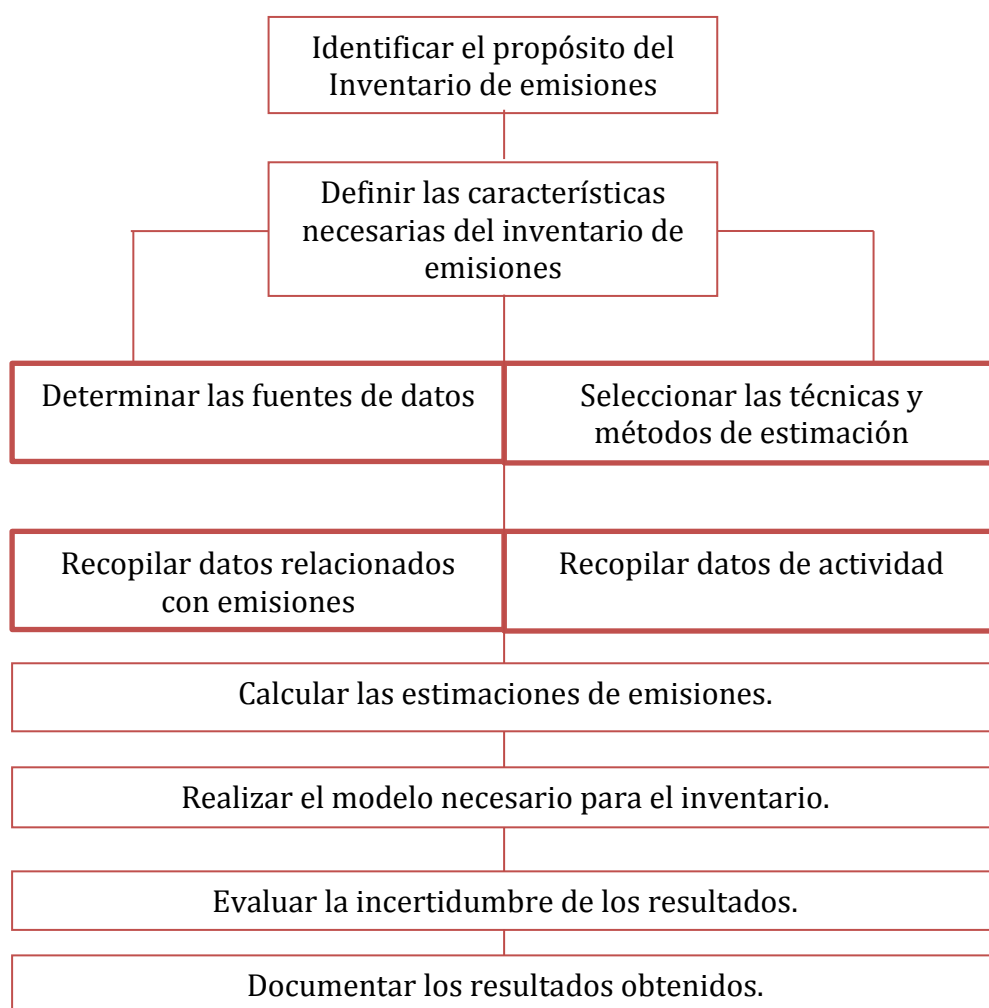 Identificar el propósito del
Inventario de emisiones
Definir las características
necesarias del inventario de
emisiones
Determinar las fuentes de datos
Seleccionar las técnicas y
métodos de estimación
Recopilar datos relacionados
con emisiones
Recopilar datos de actividad
Calcular las estimaciones de emisiones.
Realizar el modelo necesario para el inventario.
Evaluar la incertidumbre de los resultados.
Documentar los resultados obtenidos.